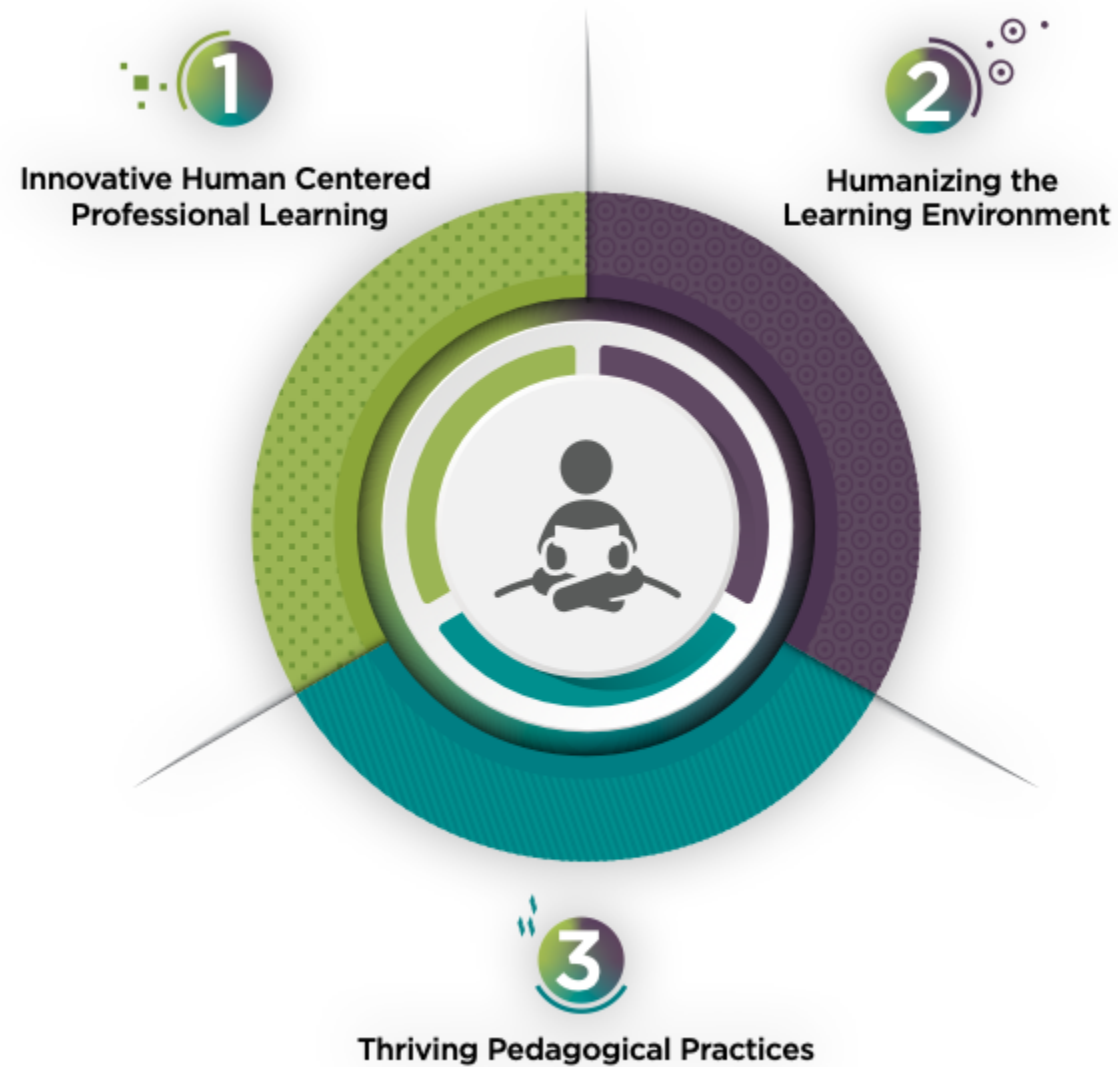 1
Innovative Human Centered
Professional Learning
2
Humanizing the
Learning Environment
3
Thriving Pedagogical Practices